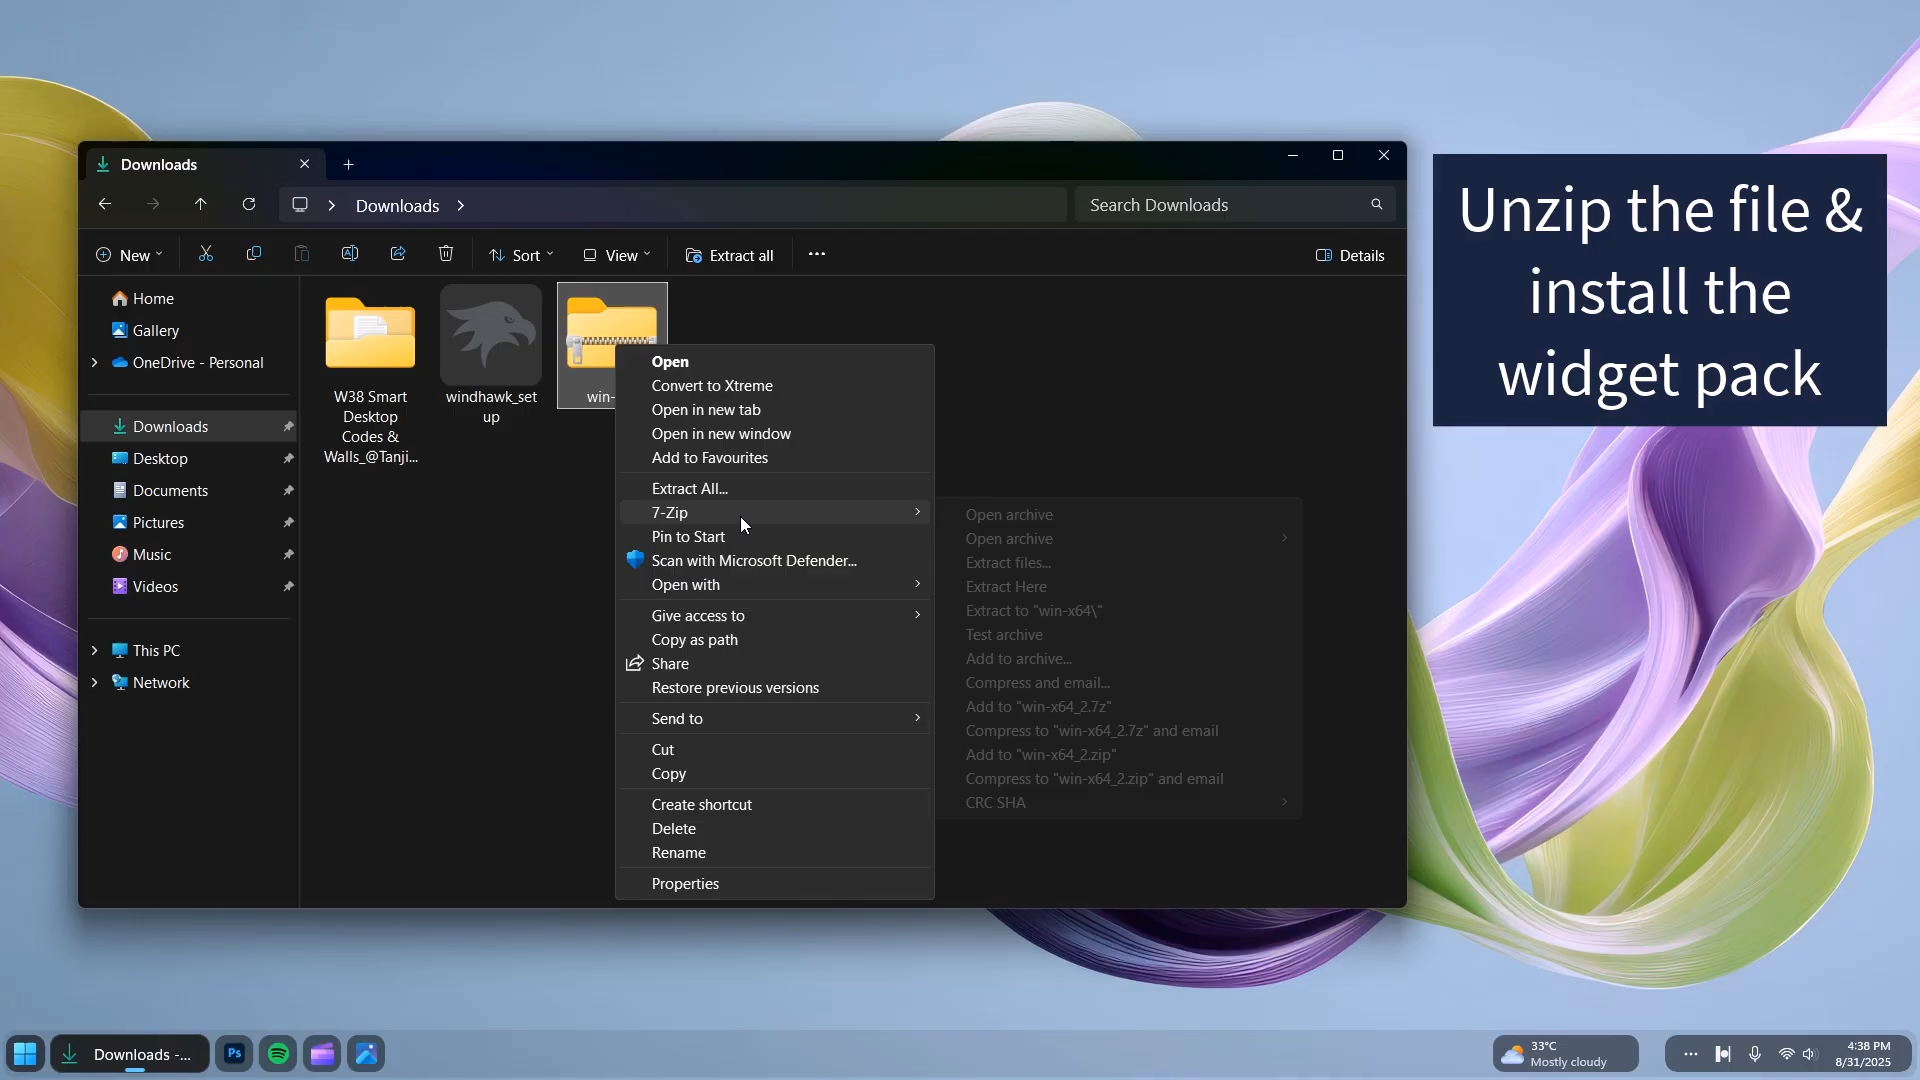 Downloads
Downloads
Search Downloads
New
Sort
View
Extract all
Details
Home
Gallery
OneDrive - Personal
Downloads
Desktop
Documents
Pictures
Music
Videos
This PC
Network
W38 Smart
Desktop
Codes &
Walls_@Tanji...
windhawk_set
up
win-
Open
Convert to Xtreme
Open in new tab
Open in new window
Add to Favourites
Extract All...
7-Zip
Pin to Start
Scan with Microsoft Defender...
Open with
Give access to
Copy as path
Share
Restore previous versions
Send to
Cut
Copy
Create shortcut
Delete
Rename
Properties
Open archive
Open archive
Extract files...
Extract Here
Extract to "win-x64\"
Test archive
Add to archive...
Compress and email...
Add to "win-x64_2.7z"
Compress to "win-x64_2.7z" and email
Add to "win-x64_2.zip"
Compress to "win-x64_2.zip" and email
CRC SHA
Unzip the file &
install the
widget pack
Downloads -...
Ps
33°C
Mostly cloudy
4:38 PM
8/31/2025